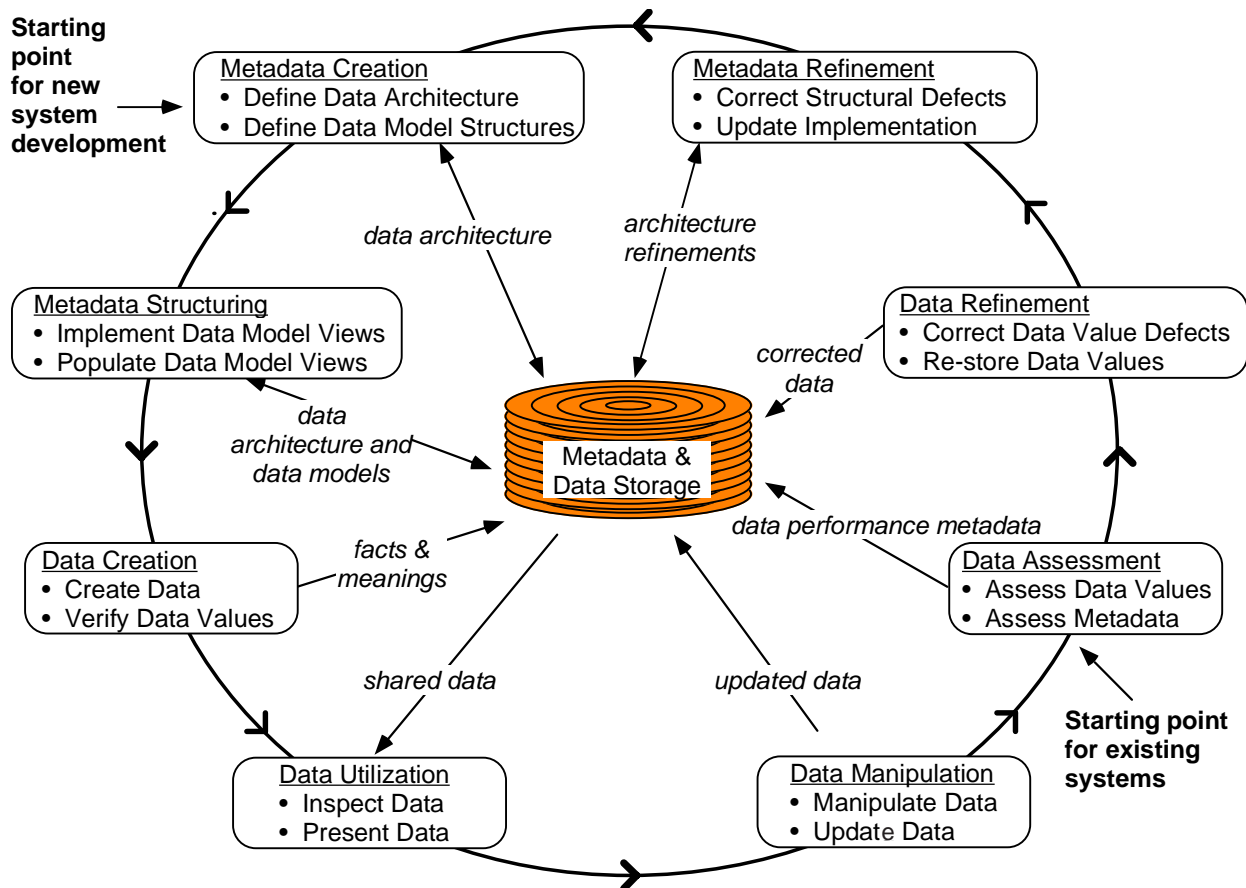 Starting
point
for new
system
development
Metadata Creation
• Define Data Architecture
• Define Data Model Structures
Metadata Refinement
• Correct Structural Defects
• Update Implementation
data architecture
architecture
refinements
Metadata Structuring
• Implement Data Model Views
• Populate Data Model Views
Data Refinement
• Correct Data Value Defects
• Re-store Data Values
corrected
data
data
architecture and
data models
Metadata &
Data Storage
data performance metadata
facts &
meanings
Data Creation
• Create Data
• Verify Data Values
Data Assessment
• Assess Data Values
• Assess Metadata
shared data
updated data
Starting point
for existing
systems
Data Utilization
• Inspect Data
• Present Data
Data Manipulation
• Manipulate Data
• Update Data